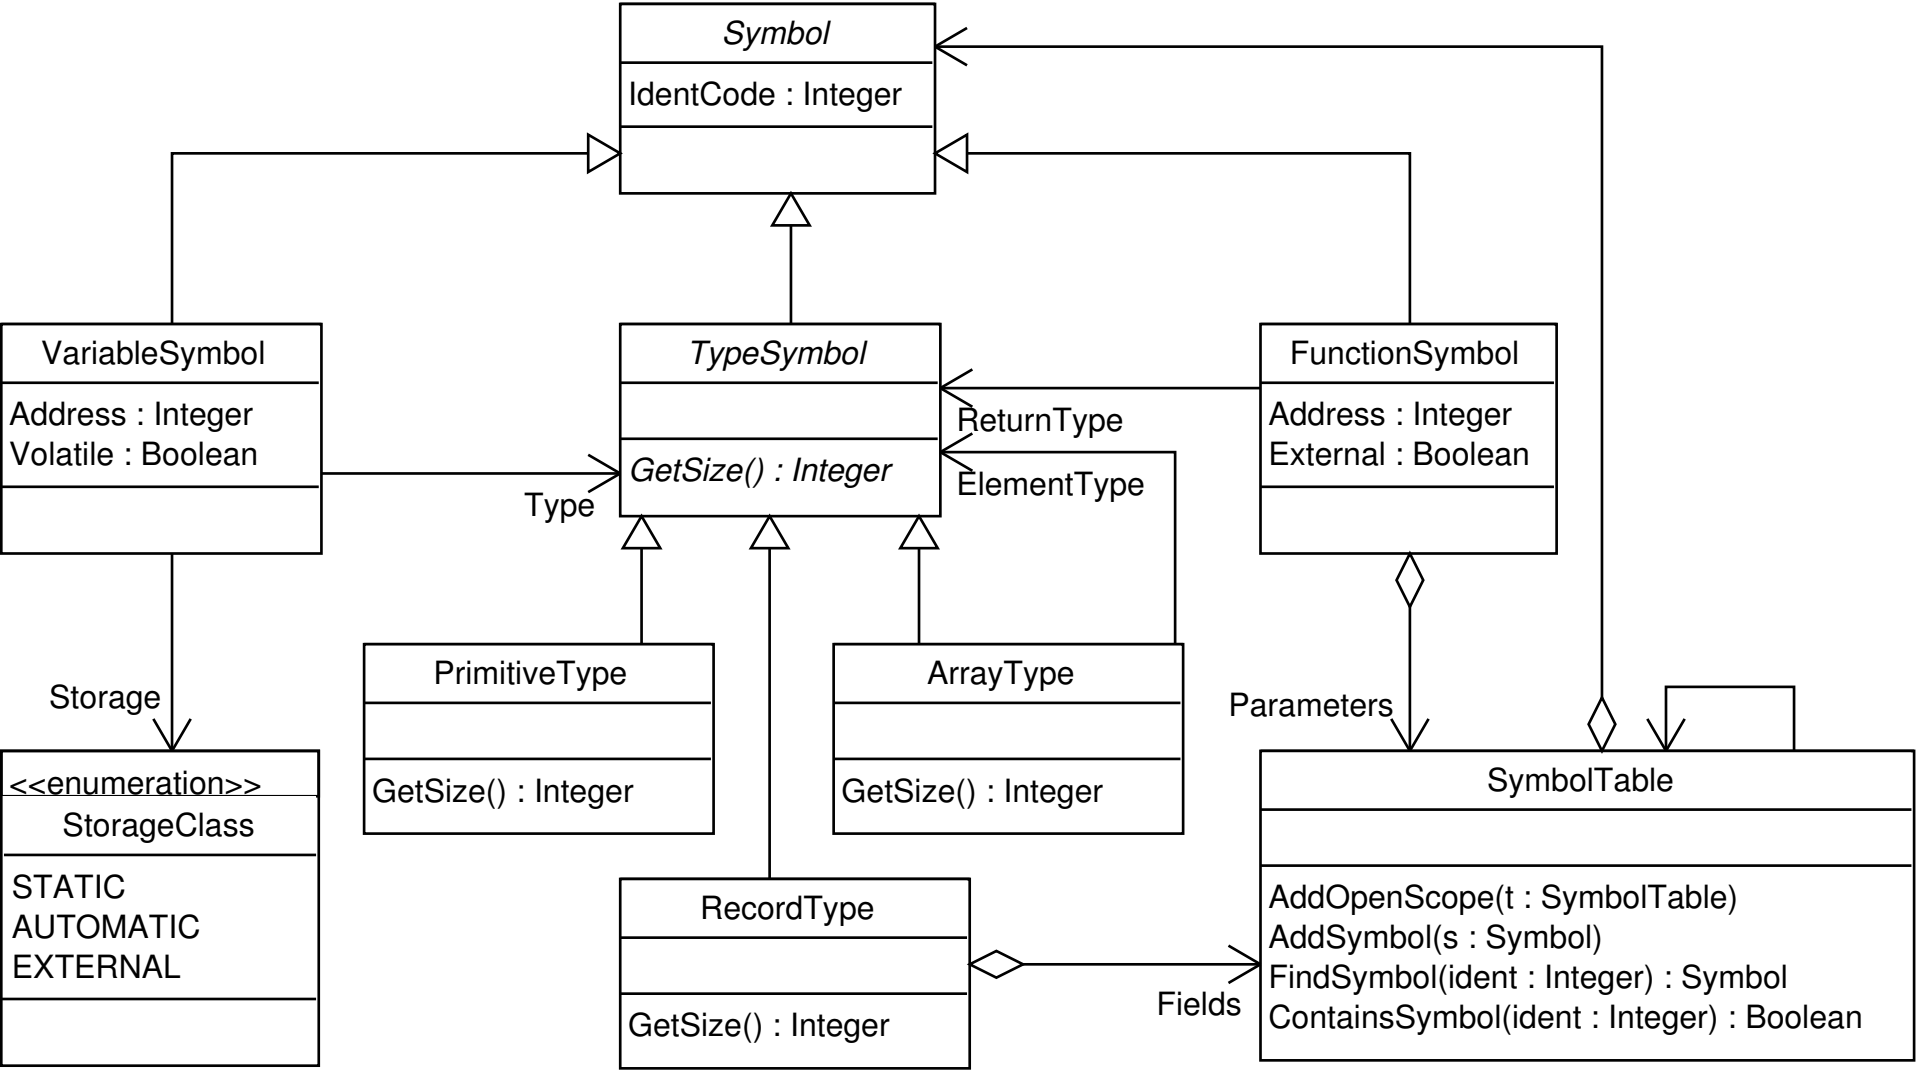 Symbol
IdentCode : Integer
VariableSymbol
Address : Integer
Volatile : Boolean
TypeSymbol
GetSize() : Integer
FunctionSymbol
Address : Integer
External : Boolean
ReturnType
ElementType
Type
Storage
Parameters
PrimitiveType
GetSize() : Integer
ArrayType
GetSize() : Integer
<<enumeration>>
StorageClass
STATIC
AUTOMATIC
EXTERNAL
RecordType
GetSize() : Integer
Fields
SymbolTable
AddOpenScope(t : SymbolTable)
AddSymbol(s : Symbol)
FindSymbol(ident : Integer) : Symbol
ContainsSymbol(ident : Integer) : Boolean